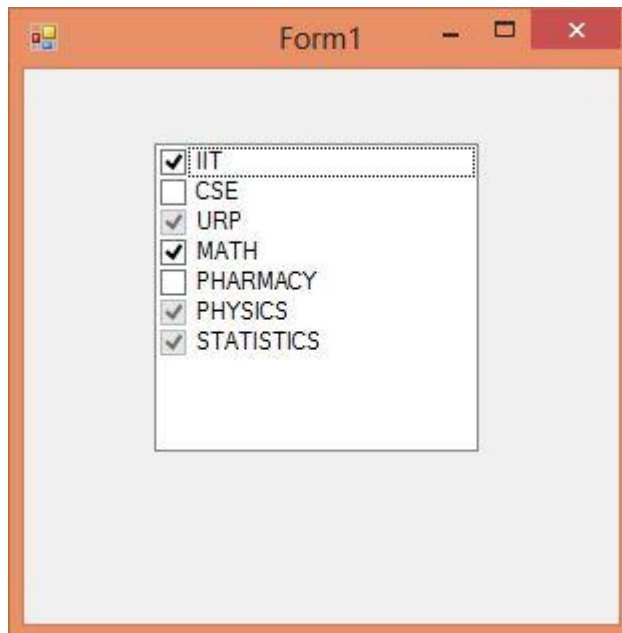 Form1
IIT
CSE
URP
MATH
PHARMACY
PHYSICS
STATISTICS